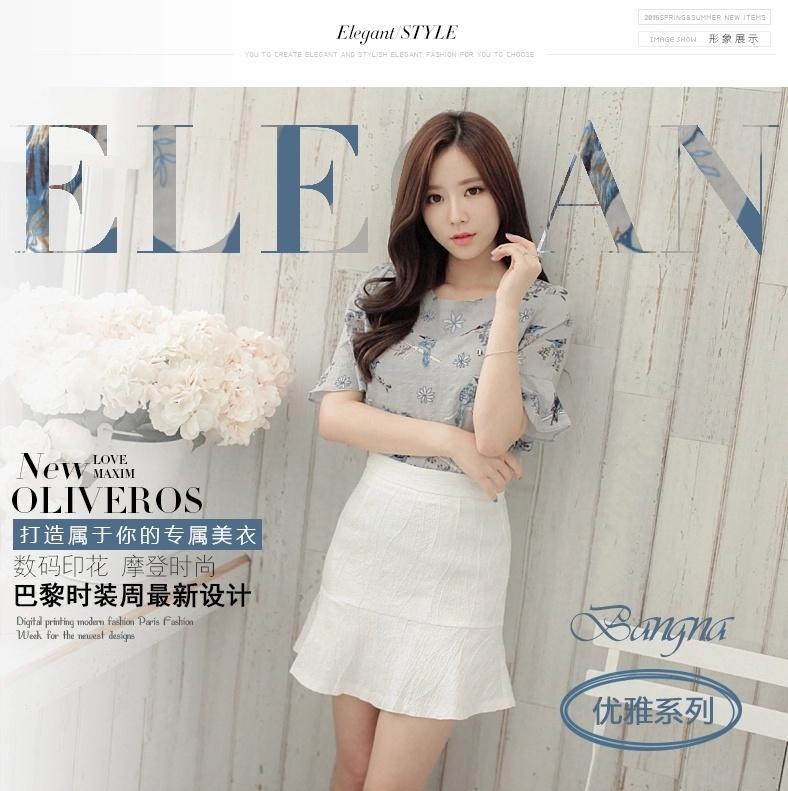 Elegant/STYLE
YOU TO CREATE ELEGANT AND STYLISH ELEGANT FASHION FOR YOU TO CHOOSE
2015SPRING&SUMMER NEW ITEMS
IMAGE SHOW 形象展示
ELEGAN
New LOVE
MAXIM
OLIVEROS
打造属于你的专属美衣
数码印花 摩登时尚
巴黎时装周最新设计
Digital printing modern fashion Paris Fashion
Week for the newest designs
Bangna
优雅系列